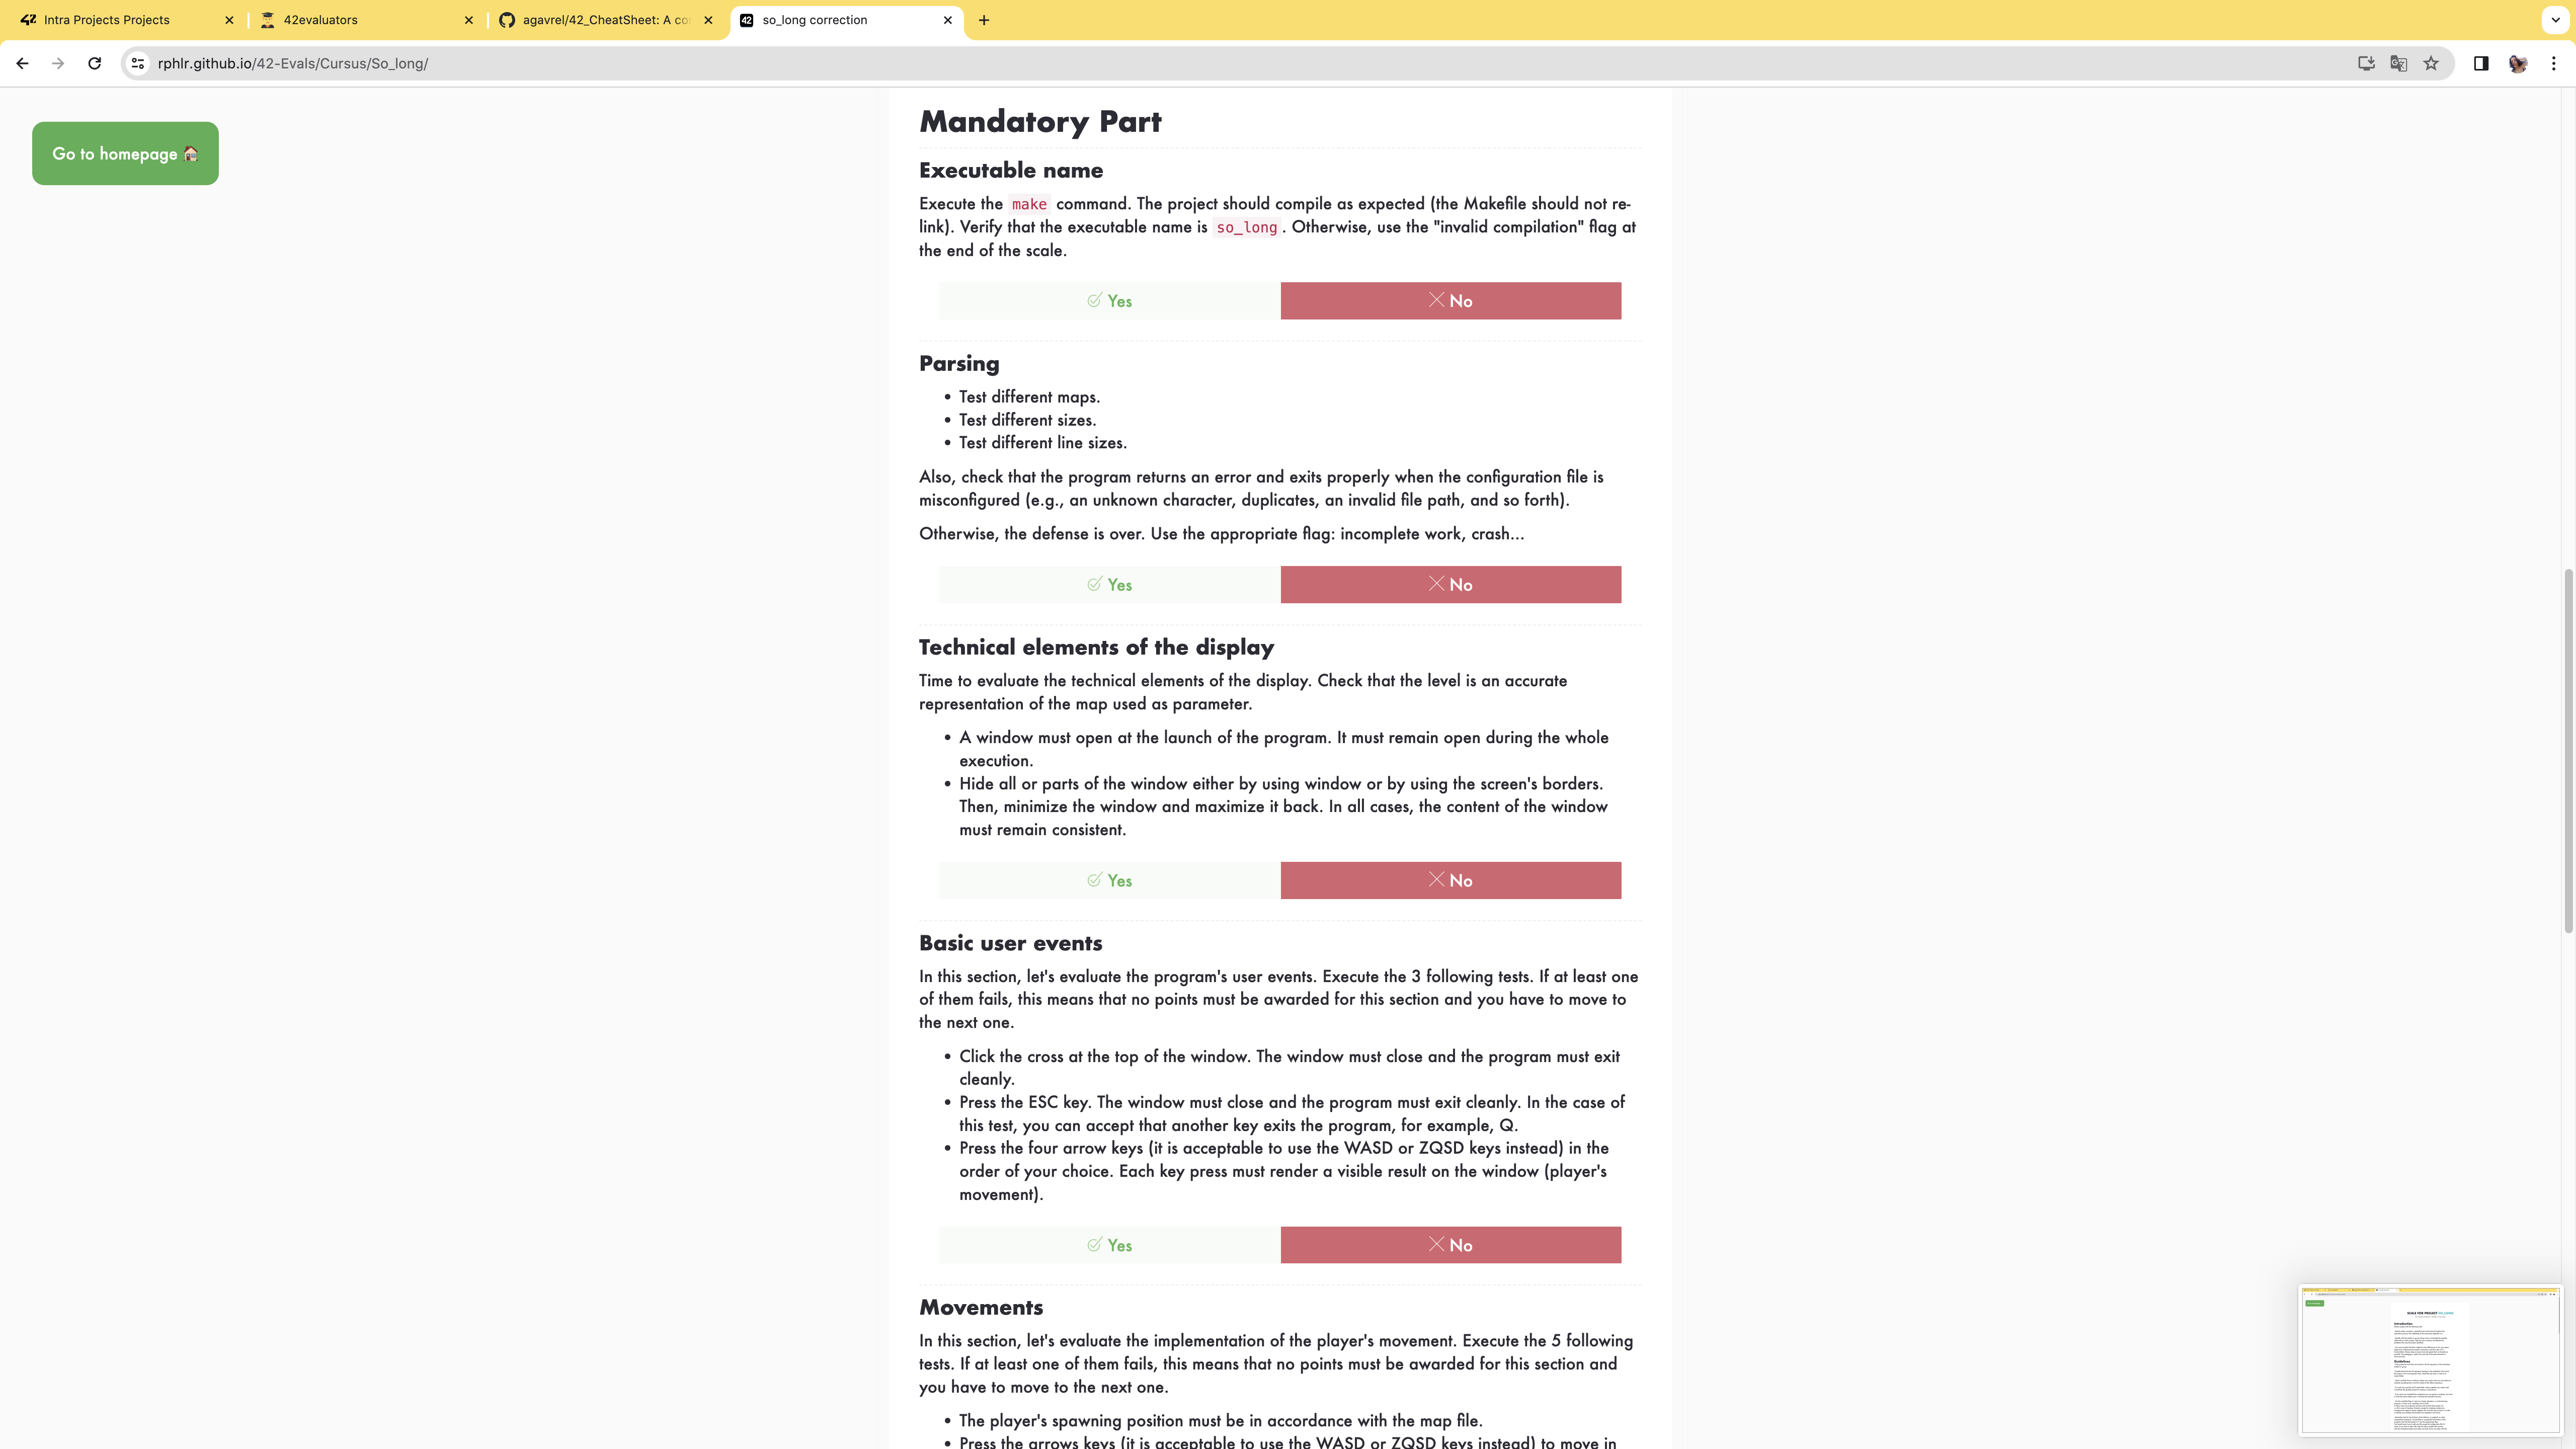 Intra Projects Projects
42evaluators
agavrel/42_CheatSheet: A co
so_long correction
rphlr.github.io/42-Evals/Cursus/So_long/
Go to homepage
Mandatory Part
Executable name
Execute the make command. The project should compile as expected (the Makefile should not re-
link). Verify that the executable name is so_long. Otherwise, use the "invalid compilation" flag at
the end of the scale.
Yes
No
Parsing
• Test different maps.
• Test different sizes.
• Test different line sizes.
Also, check that the program returns an error and exits properly when the configuration file is
misconfigured (e.g., an unknown character, duplicates, an invalid file path, and so forth).
Otherwise, the defense is over. Use the appropriate flag: incomplete work, crash...
Yes
No
Technical elements of the display
Time to evaluate the technical elements of the display. Check that the level is an accurate
representation of the map used as parameter.
• A window must open at the launch of the program. It must remain open during the whole
execution.
• Hide all or parts of the window either by using window or by using the screen's borders.
Then, minimize the window and maximize it back. In all cases, the content of the window
must remain consistent.
Yes
No
Basic user events
In this section, let's evaluate the program's user events. Execute the 3 following tests. If at least one
of them fails, this means that no points must be awarded for this section and you have to move to
the next one.
• Click the cross at the top of the window. The window must close and the program must exit
cleanly.
• Press the ESC key. The window must close and the program must exit cleanly. In the case of
this test, you can accept that another key exits the program, for example, Q.
• Press the four arrow keys (it is acceptable to use the WASD or ZQSD keys instead) in the
order of your choice. Each key press must render a visible result on the window (player's
movement).
Yes
No
Movements
In this section, let's evaluate the implementation of the player's movement. Execute the 5 following
tests. If at least one of them fails, this means that no points must be awarded for this section and
you have to move to the next one.
• The player's spawning position must be in accordance with the map file.
• Press the arrows keys (it is acceptable to use the WASD or ZQSD keys instead) to move in